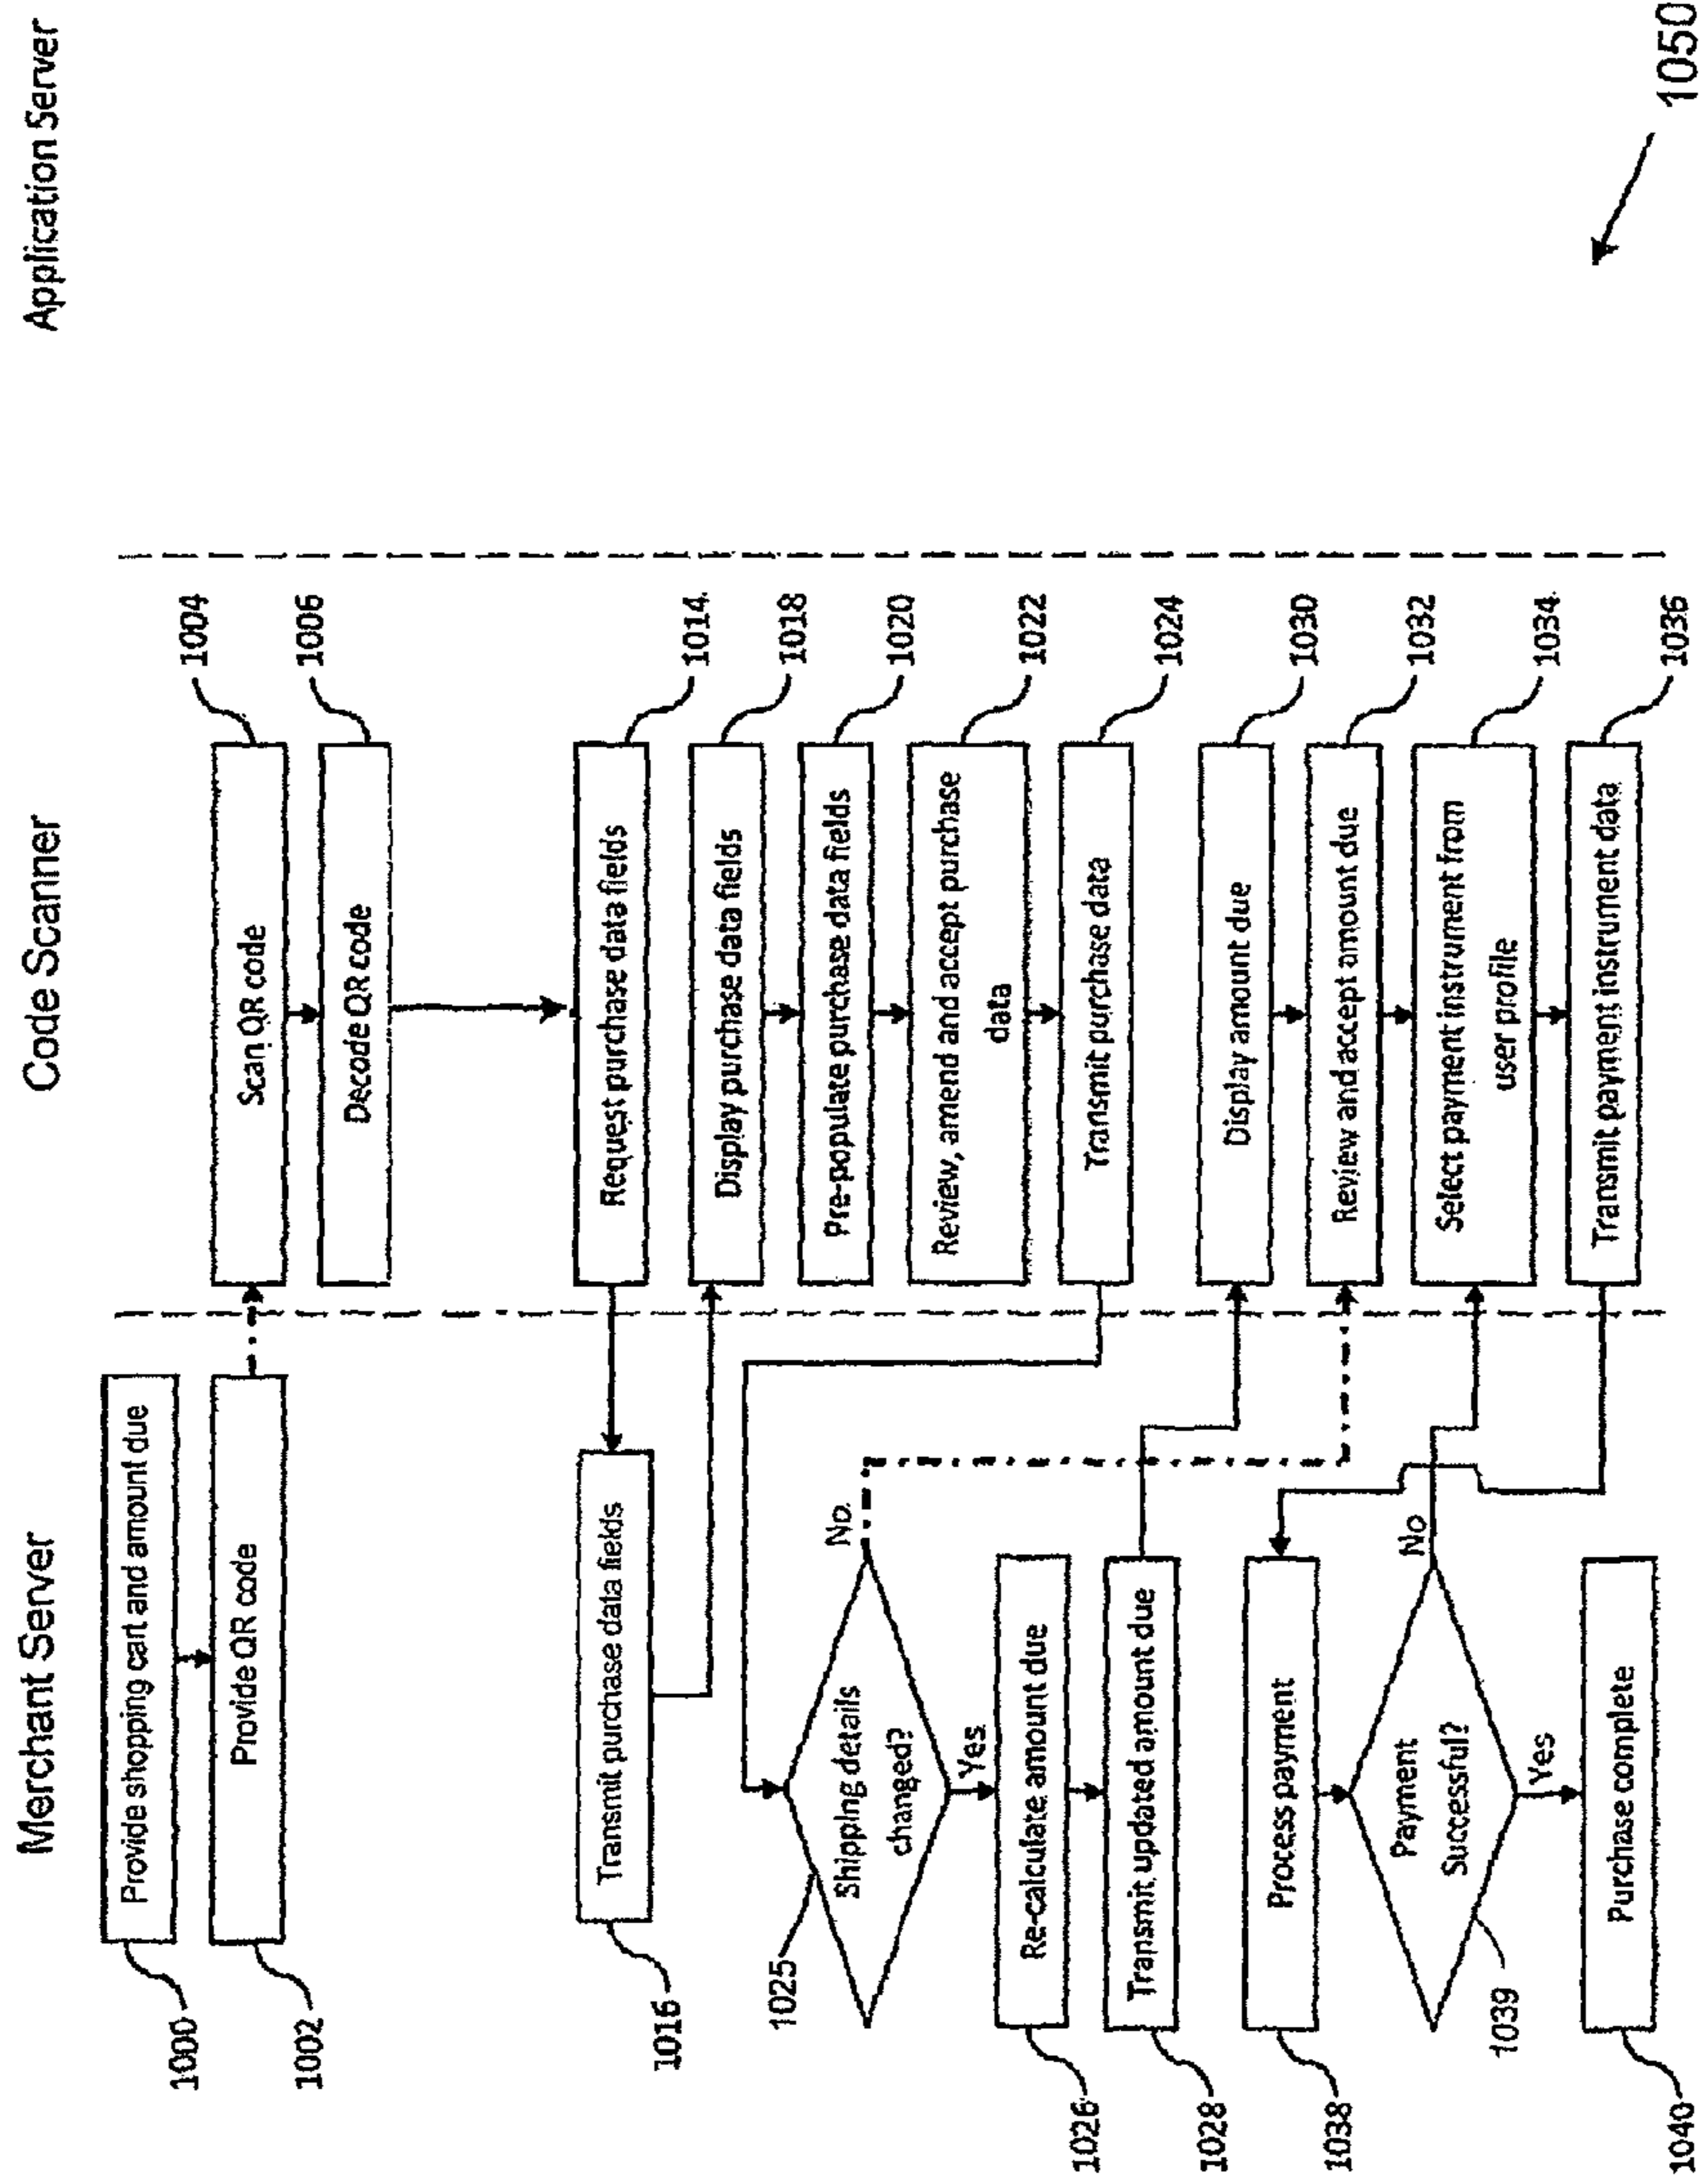 Merchant Server
Code Scanner
Application Server
1000
Provide shopping cart and amount due
1002
Provide QR code
Scan QR code
1004
Decode QR code
1006
Request purchase data fields
1014
1016
Transmit purchase data fields
Display purchase data fields
1018
Pre-populate purchase data fields
1020
Review, amend and accept purchase
data
1022
Transmit purchase data
1024
1025
Shipping details
changed?
No
Yes
1026
Re-calculate amount due
1028
Transmit updated amount due
Display amount due
1030
Review and accept amount due
1032
Select payment instrument from
user profile
1034
Transmit payment instrument data
1036
1038
Process payment
1039
Payment
Successful?
No
Yes
1040
Purchase complete
1050